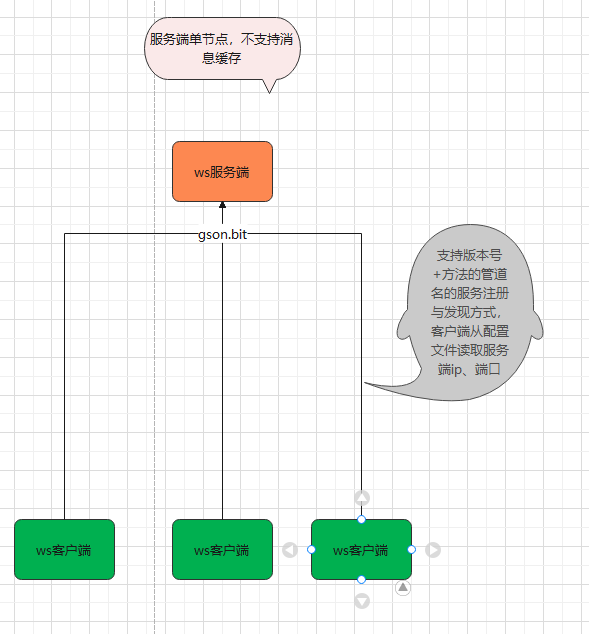 服务端单节点，不支持消
息缓存
ws服务端
gson.bit
支持版本号
+方法的管道
名的服务注册
与发现方式，
客户端从配置
文件读取服务
端ip、端口
ws客户端
ws客户端
ws客户端